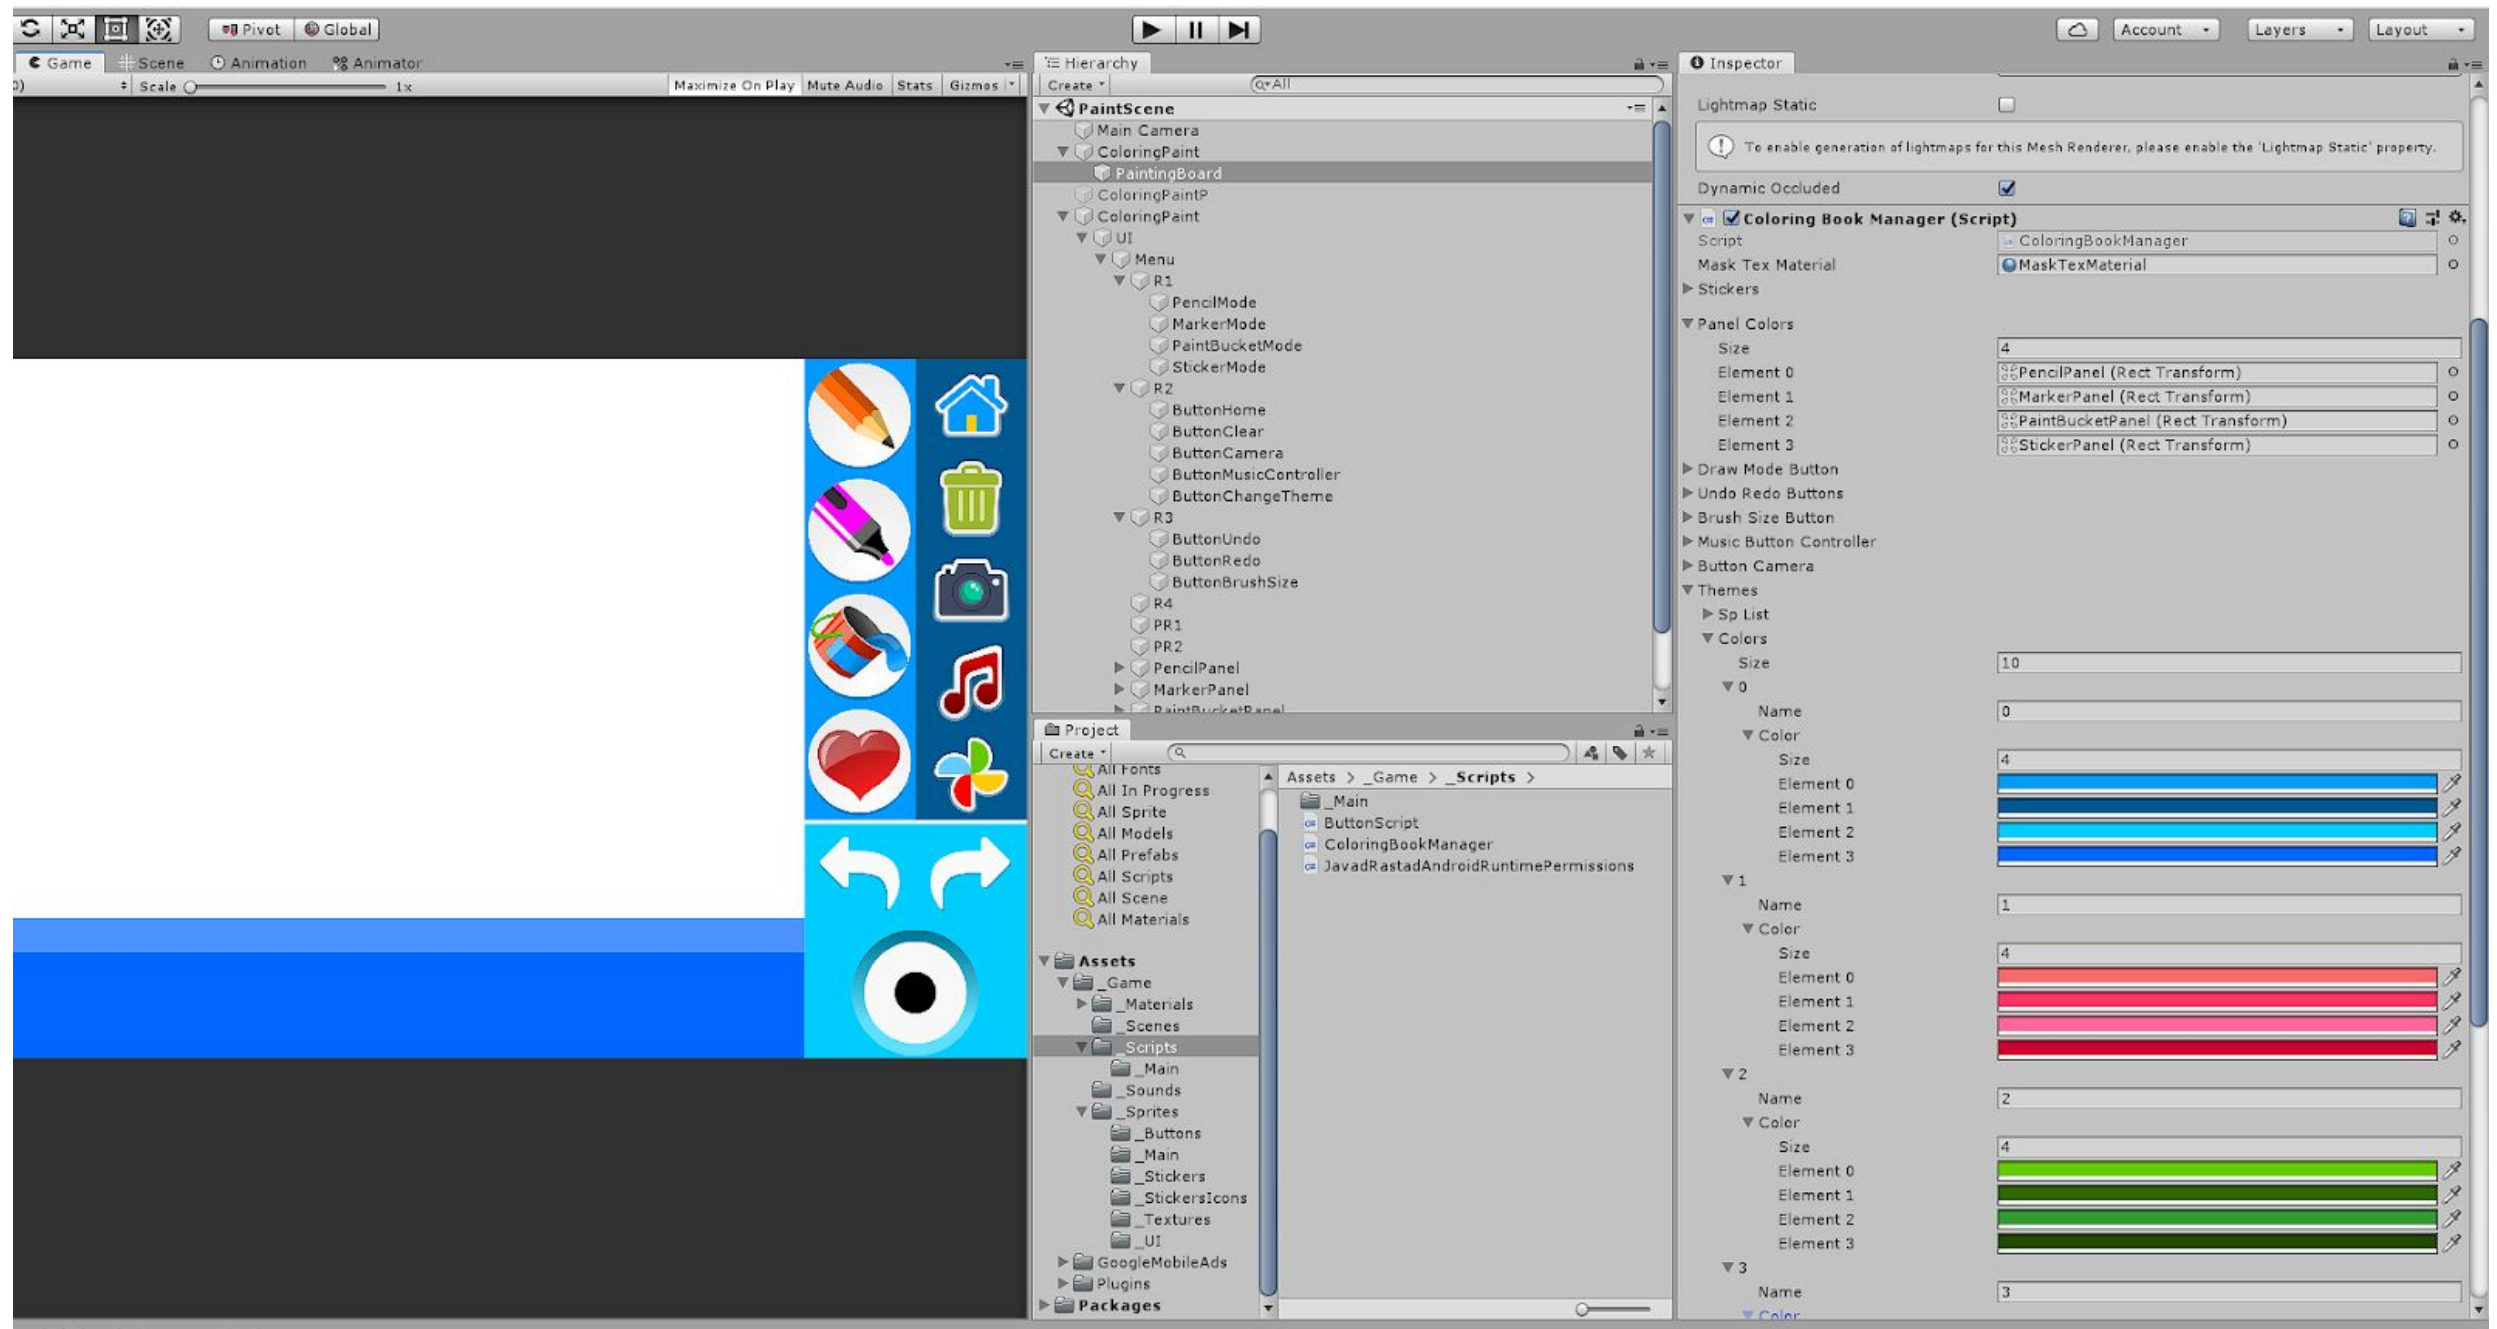 Pivot Global
Account Layers Layout
Game Scene Animation Animator
0) Scale 1x Maximize On Play Mute Audio Stats Gizmos
Hierarchy
Create All
PaintScene
Main Camera
ColoringPaint
PaintingBoard
ColoringPaintP
ColoringPaint
UI
Menu
R1
PencilMode
MarkerMode
PaintBucketMode
StickerMode
R2
ButtonHome
ButtonClear
ButtonCamera
ButtonMusicController
ButtonChangeTheme
R3
ButtonUndo
ButtonRedo
ButtonBrushSize
R4
PR1
PR2
PencilPanel
MarkerPanel
PaintBucketPanel
Project
Create
All Fonts
All In Progress
All Sprite
All Models
All Prefabs
All Scripts
All Scene
All Materials
Assets
_Game
_Materials
_Scenes
_Scripts
_Main
_Sounds
_Sprites
_Buttons
_Main
_Stickers
_StickersIcons
_Textures
_UI
GoogleMobileAds
Plugins
Packages
Assets > _Game > _Scripts >
_Main
ButtonScript
ColoringBookManager
JavadRastadAndroidRuntimePermissions
Inspector
Lightmap Static
To enable generation of lightmaps for this Mesh Renderer, please enable the 'Lightmap Static' property.
Dynamic Occluded
Coloring Book Manager (Script)
Script ColoringBookManager
Mask Tex Material MaskTexMaterial
Stickers
Panel Colors
Size 4
Element 0 PencilPanel (Rect Transform)
Element 1 MarkerPanel (Rect Transform)
Element 2 PaintBucketPanel (Rect Transform)
Element 3 StickerPanel (Rect Transform)
Draw Mode Button
Undo Redo Buttons
Brush Size Button
Music Button Controller
Button Camera
Themes
Sp List
Colors
Size 10
0
Name 0
Color
Size 4
Element 0
Element 1
Element 2
Element 3
1
Name 1
Color
Size 4
Element 0
Element 1
Element 2
Element 3
2
Name 2
Color
Size 4
Element 0
Element 1
Element 2
Element 3
3
Name 3
Color